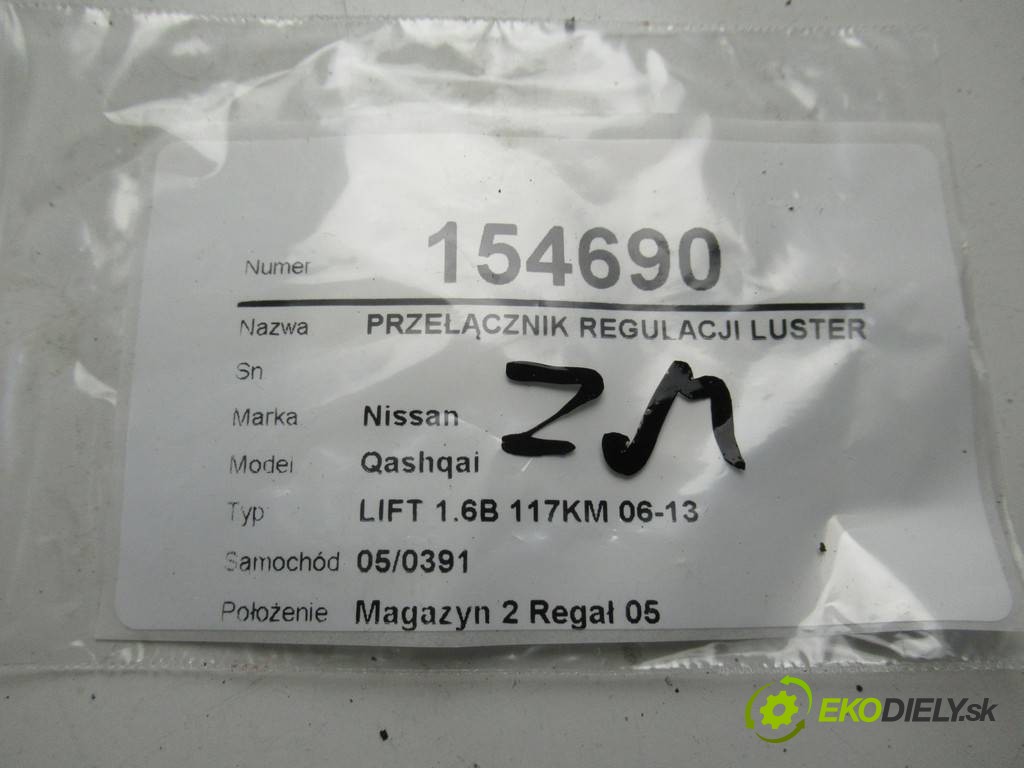 Numer 154690
Nazwa PRZEŁĄCZNIK REGULACJI LUSTER
Sn
Marka Nissan
Model Qashqai
Typ LIFT 1.6B 117KM 06-13
Samochód 05/0391
Położenie Magazyn 2 Regał 05
EKODIELY.sk